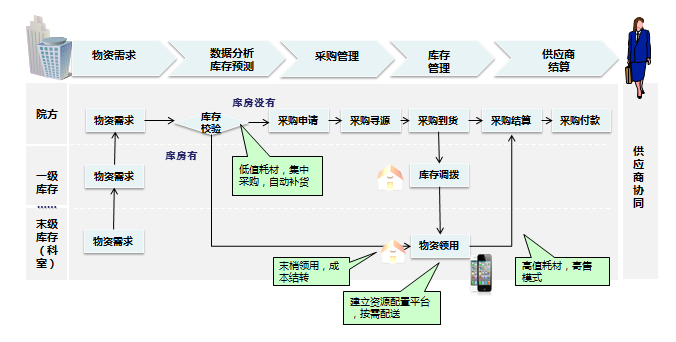 物资需求
数据分析
库存预测
采购管理
库存
管理
供应商
结算
库房没有
院方
物资需求
库存
校验
采购申请
采购寻源
采购到货
采购结算
采购付款
库房有
低值耗材，集中
采购，自动补货
供
应
商
协
同
一级
库存
......
物资需求
库存调拨
末级
库存
（科
室）
物资需求
物资领用
末梢领用，成
本结转
高值耗材，寄售
模式
建立资源配置平台
，按需配送